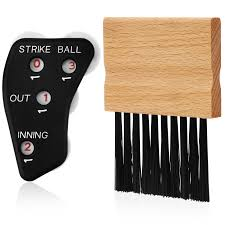 STRIKE BALL
0 3
OUT 1
INNING
2